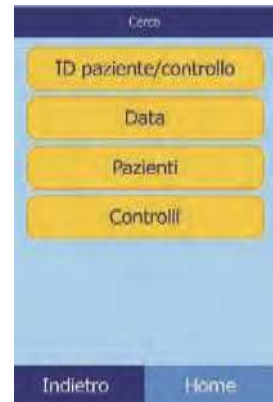 Cerca
ID paziente/controllo
Data
Pazienti
Controlli
Indietro Home